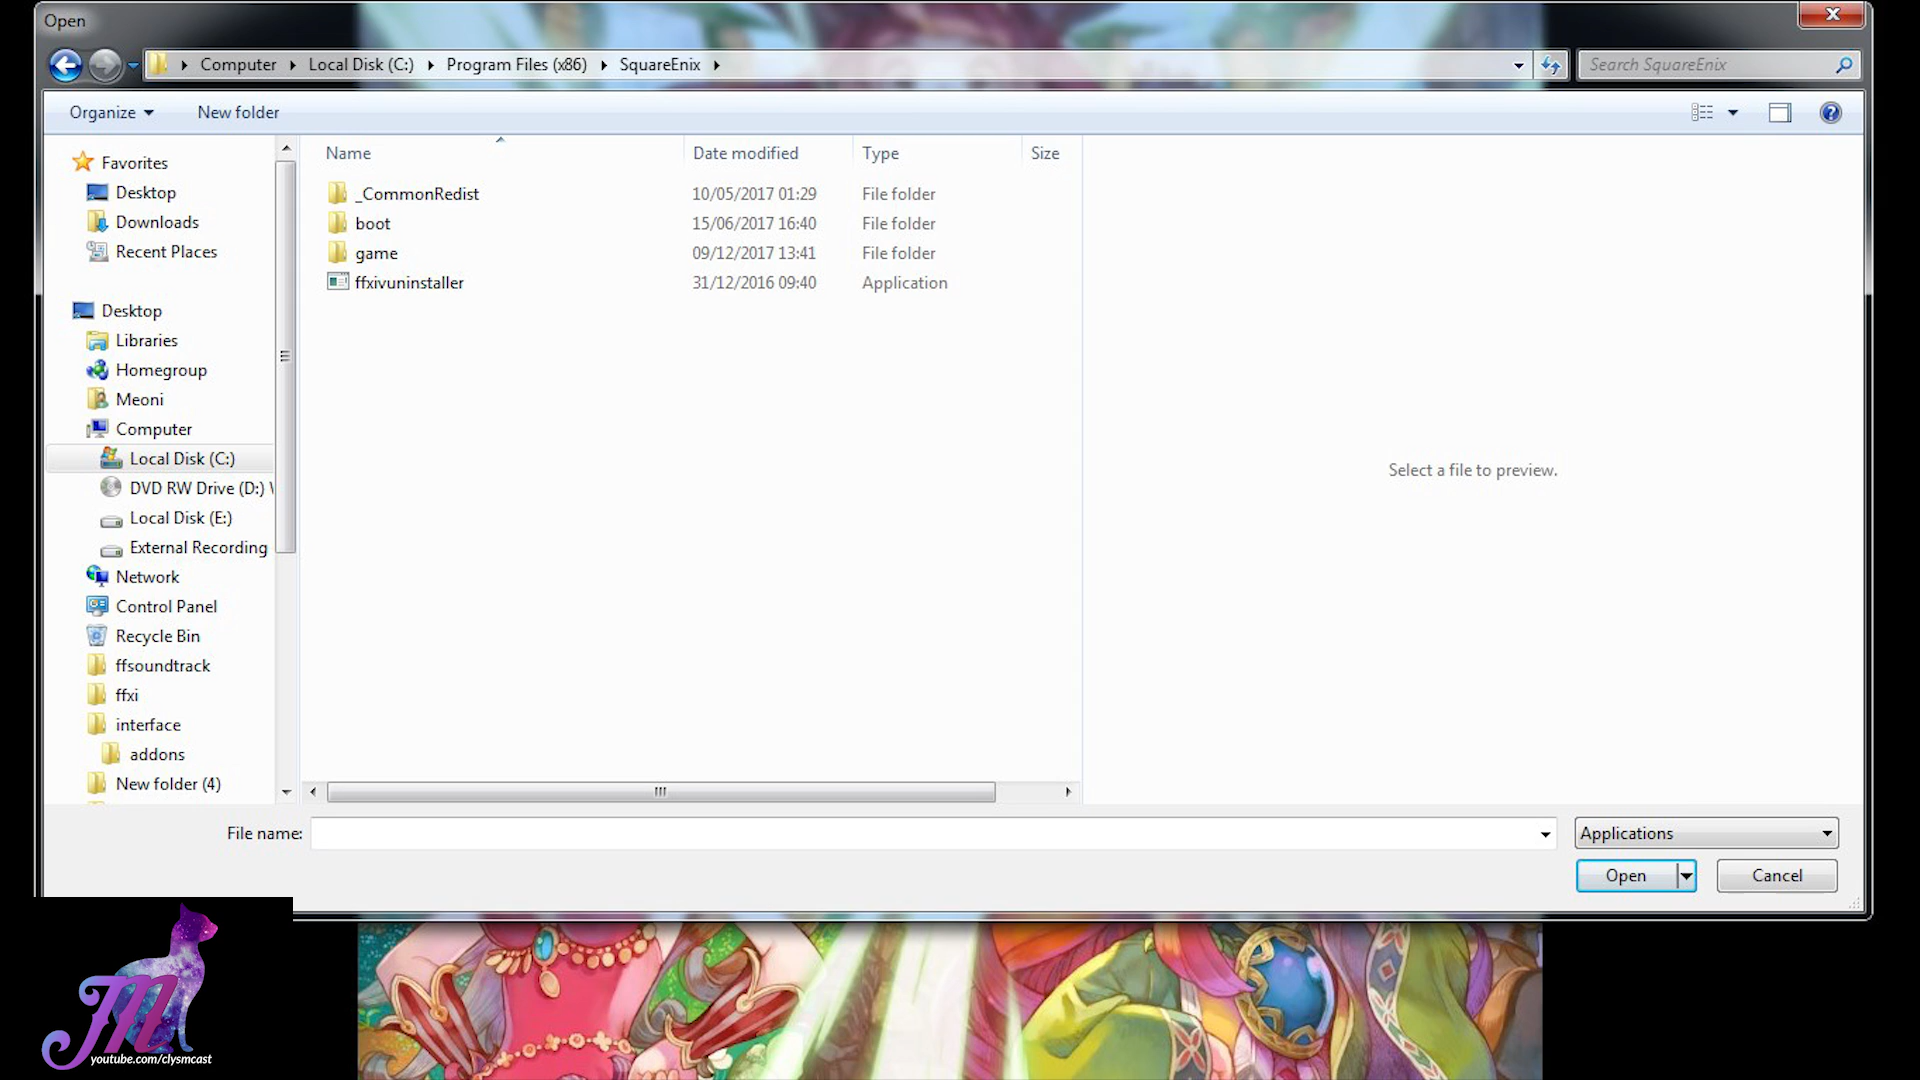 Open
Computer Local Disk (C:) Program Files (x86) SquareEnix
Search SquareEnix
Organize New folder
Name Date modified Type Size
_CommonRedist 10/05/2017 01:29 File folder
boot 15/06/2017 16:40 File folder
game 09/12/2017 13:41 File folder
ffxivuninstaller 31/12/2016 09:40 Application
Favorites
Desktop
Downloads
Recent Places
Desktop
Libraries
Homegroup
Meoni
Computer
Local Disk (C:)
DVD RW Drive (D:) \
Local Disk (E:)
External Recording
Network
Control Panel
Recycle Bin
ffsoundtrack
ffxi
interface
addons
New folder (4)
Select a file to preview.
File name:
Applications
Open Cancel
JM
youtube.com/clysmcast